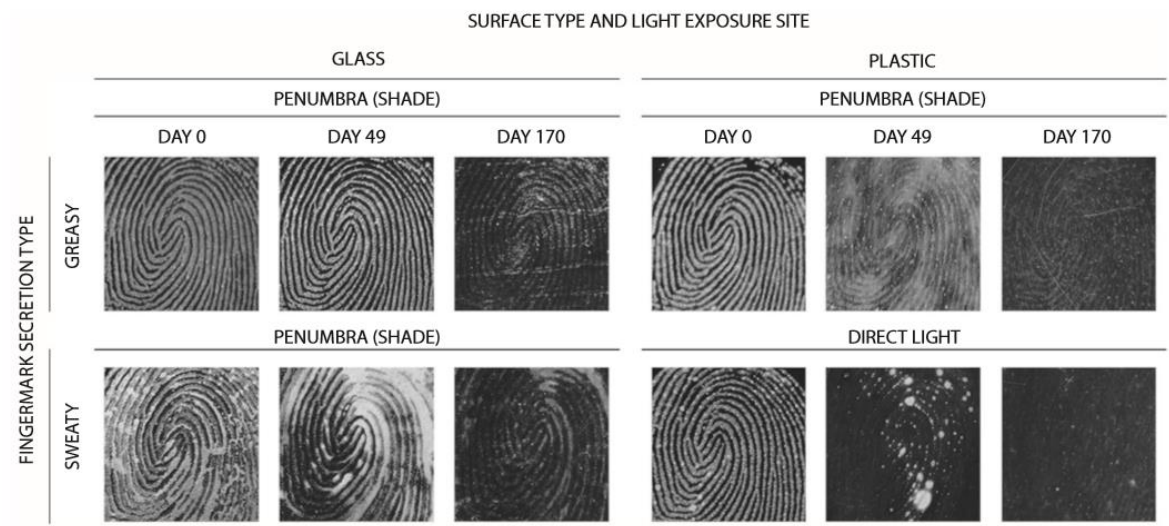 SURFACE TYPE AND LIGHT EXPOSURE SITE
GLASS PLASTIC
PENUMBRA (SHADE) PENUMBRA (SHADE)
DAY 0 DAY 49 DAY 170 DAY 0 DAY 49 DAY 170
FINGERMARK SECRETION TYPE
GREASY
PENUMBRA (SHADE) DIRECT LIGHT
SWEATY